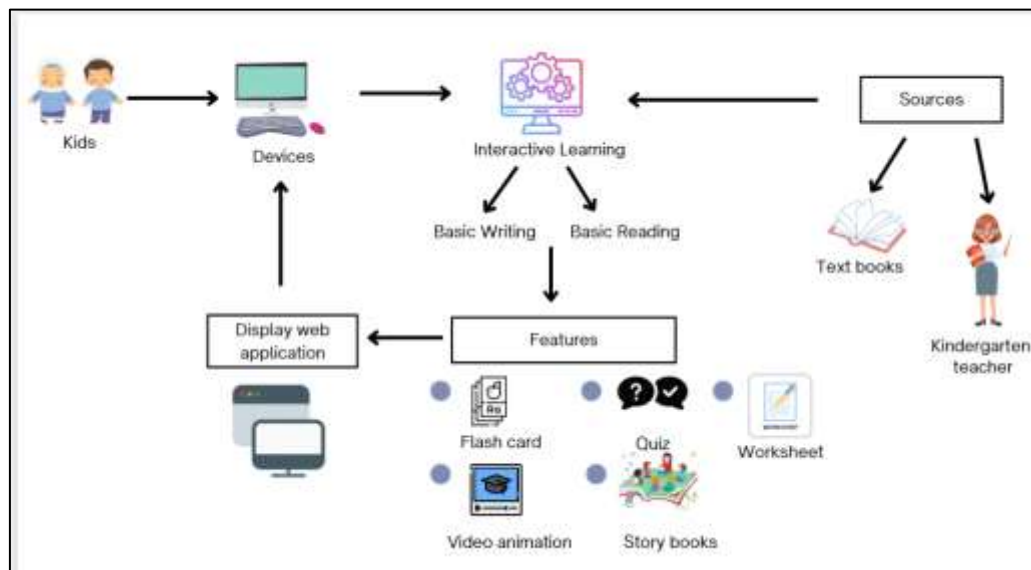 Sources
Kids
Devices
Interactive Learning
Basic Writing
Basic Reading
Text books
Display web
application
Features
Kindergarten
teacher
Flash card
Quiz
Worksheet
Video animation
Story books